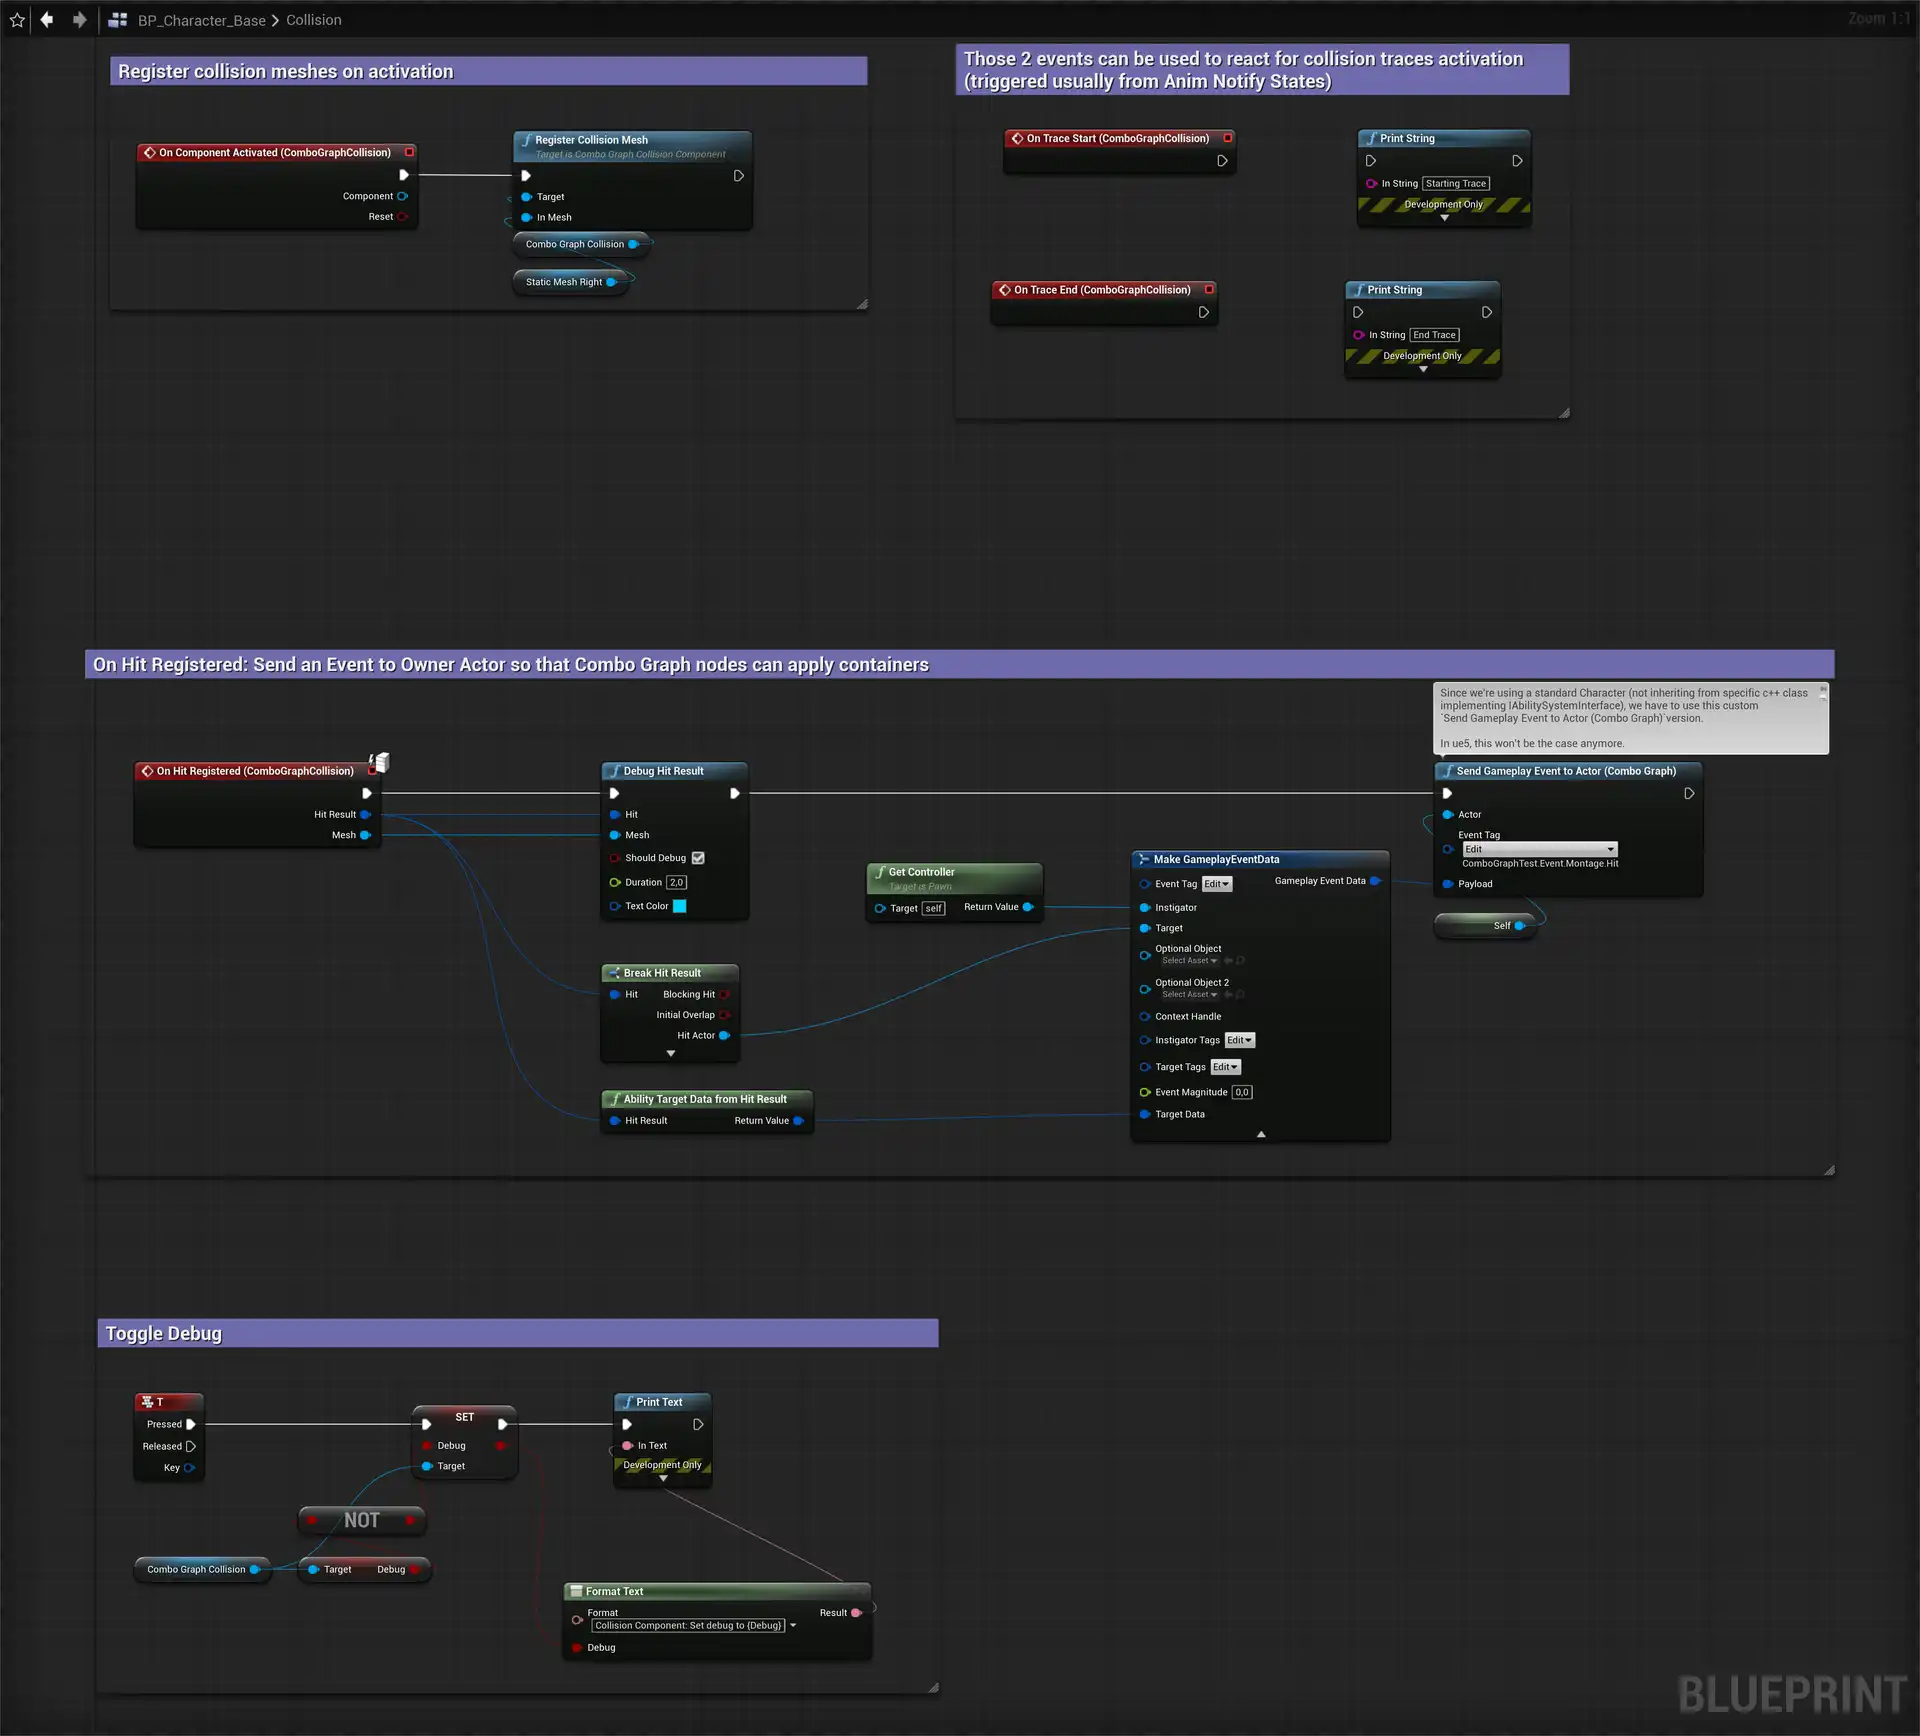 BP_Character_Base > Collision
Zoom 1:1
Register collision meshes on activation
On Component Activated (ComboGraphCollision)
Component
Reset
Register Collision Mesh
Target is Combo Graph Collision Component
Target
In Mesh
Combo Graph Collision
Static Mesh Right
Those 2 events can be used to react for collision traces activation
(triggered usually from Anim Notify States)
On Trace Start (ComboGraphCollision)
Print String
In String Starting Trace
Development Only
On Trace End (ComboGraphCollision)
Print String
In String End Trace
Development Only
On Hit Registered: Send an Event to Owner Actor so that Combo Graph nodes can apply containers
Since we're using a standard Character (not inheriting from specific c++ class
implementing IAbilitySystemInterface), we have to use this custom
`Send Gameplay Event to Actor (Combo Graph)`version.
In ue5, this won't be the case anymore.
On Hit Registered (ComboGraphCollision)
Hit Result
Mesh
Debug Hit Result
Hit
Mesh
Should Debug
Duration 2,0
Text Color
Break Hit Result
Hit Blocking Hit
Initial Overlap
Hit Actor
Ability Target Data from Hit Result
Hit Result Return Value
Get Controller
Target is Pawn
Target self Return Value
Make GameplayEventData
Event Tag Edit Gameplay Event Data
Instigator
Target
Optional Object
Select Asset
Optional Object 2
Select Asset
Context Handle
Instigator Tags Edit
Target Tags Edit
Event Magnitude 0,0
Target Data
Send Gameplay Event to Actor (Combo Graph)
Actor
Event Tag
Edit
ComboGraphTest.Event.Montage.Hit
Payload
Self
Toggle Debug
T
Pressed
Released
Key
SET
Debug
Target
Print Text
In Text
Development Only
NOT
Combo Graph Collision
Target Debug
Format Text
Format Result
Collision Component: Set debug to {Debug}
Debug
BLUEPRINT